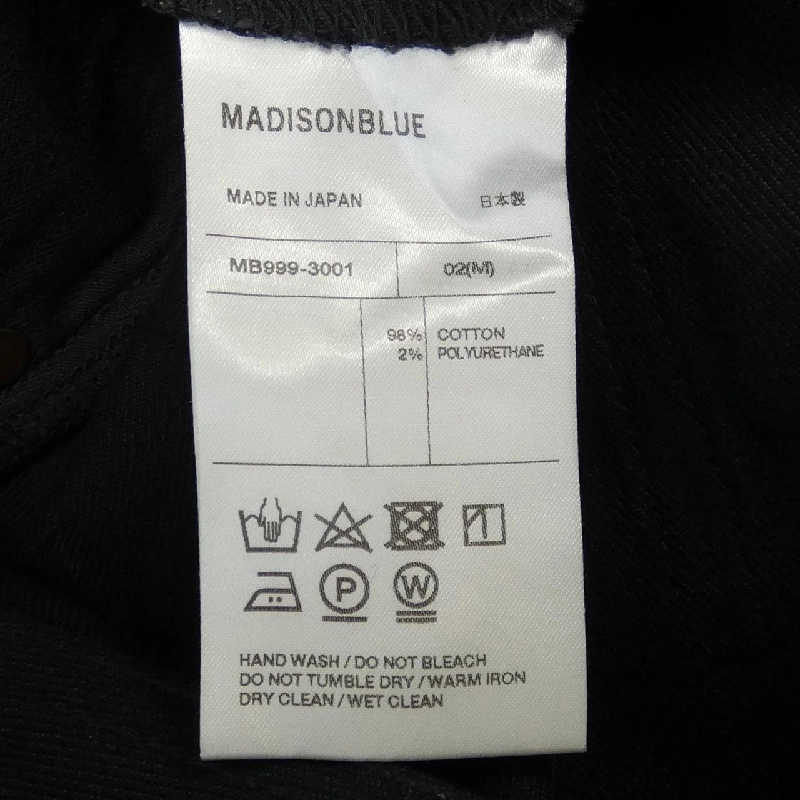 MADISONBLUE
MADE IN JAPAN 日本製
MB999-3001 02(M)
98% COTTON
2% POLYURETHANE
P W
HAND WASH / DO NOT BLEACH
DO NOT TUMBLE DRY / WARM IRON
DRY CLEAN / WET CLEAN